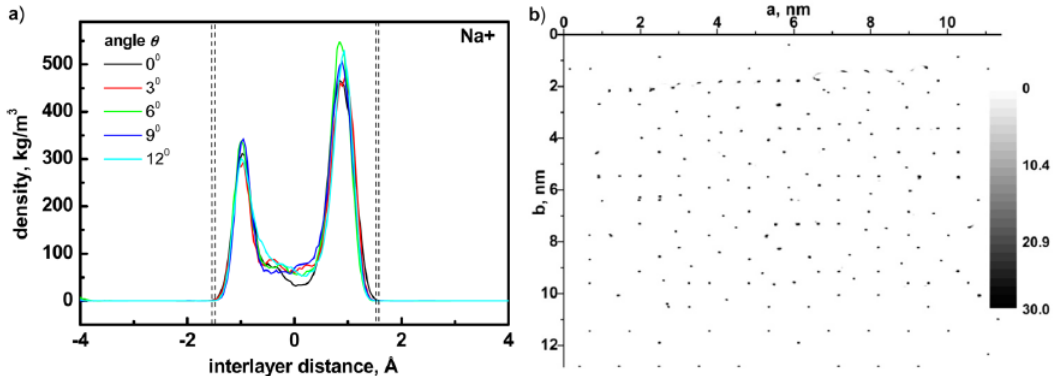 a)
Na+
angle θ
0⁰
3⁰
6⁰
9⁰
12⁰
density, kg/m³
500
400
300
200
100
0
-4 -2 0 2 4
interlayer distance, Å
b)
a, nm
0 2 4 6 8 10
b, nm
0
2
4
6
8
10
12
0
10.4
20.9
30.0